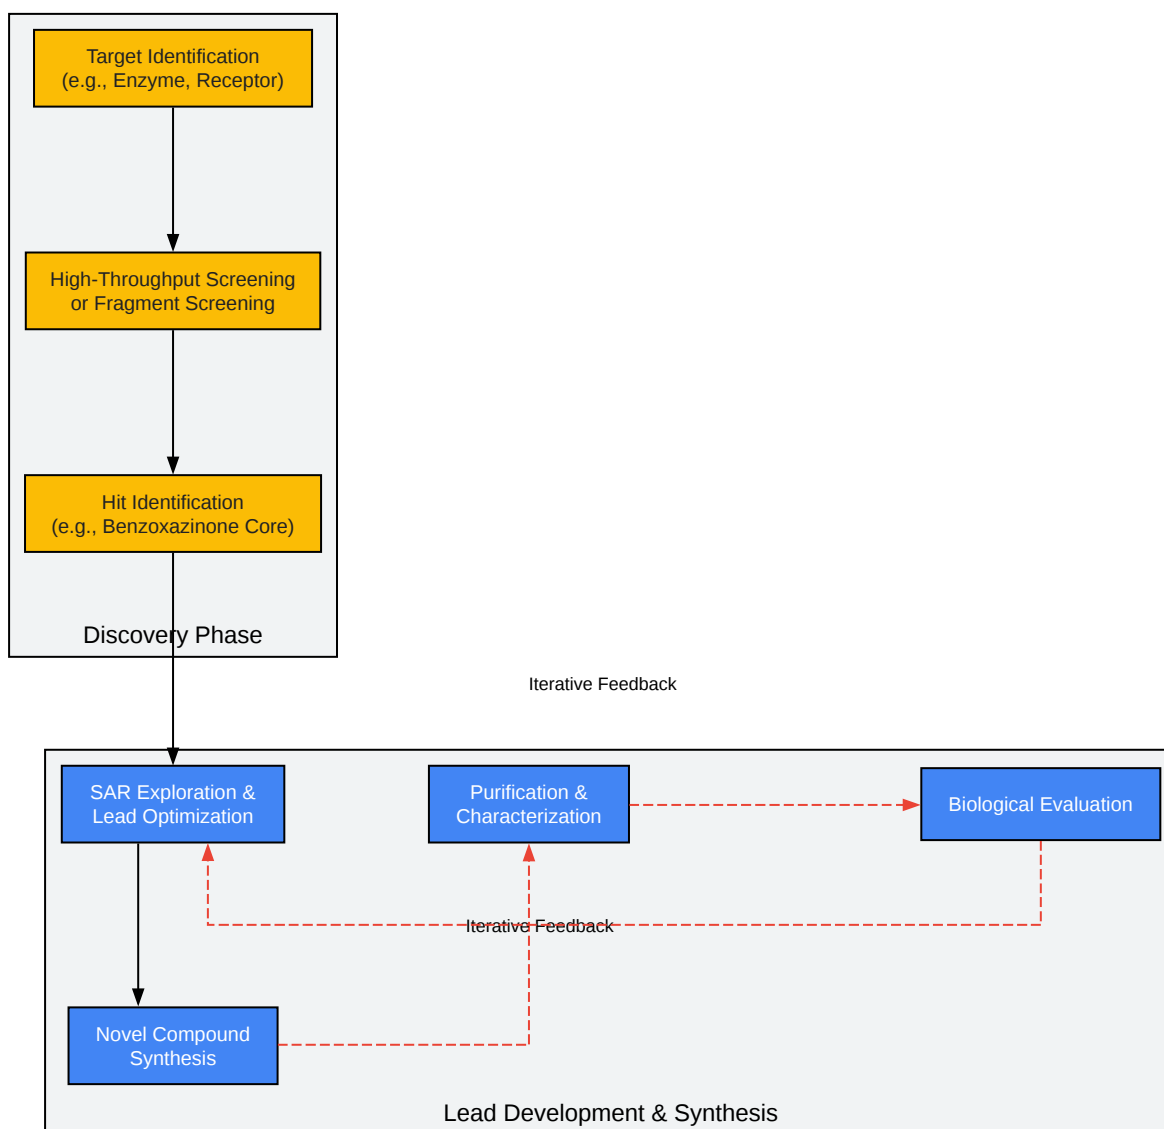 Target Identification
(e.g., Enzyme, Receptor)
High-Throughput Screening
or Fragment Screening
Hit Identification
(e.g., Benzoxazinone Core)
Discovery Phase
Iterative Feedback
SAR Exploration &
Lead Optimization
Purification &
Characterization
Biological Evaluation
Iterative Feedback
Novel Compound
Synthesis
Lead Development & Synthesis